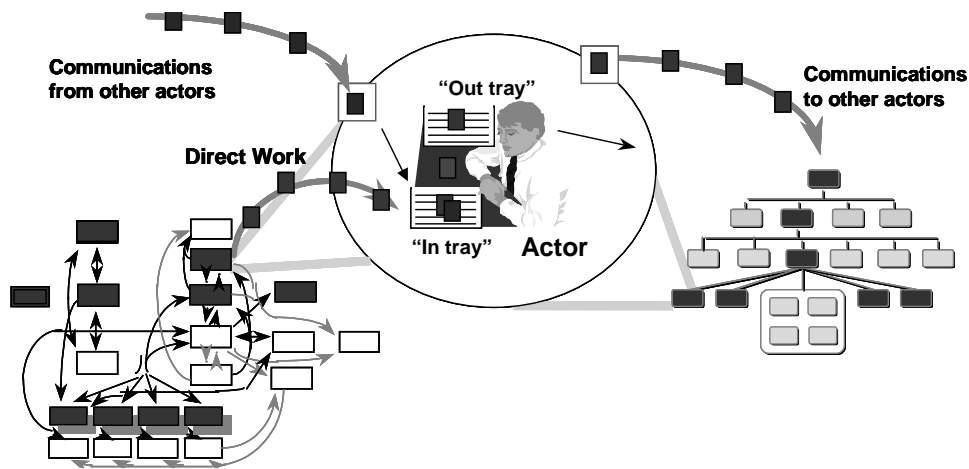 Communications
from other actors
"Out tray"
Communications
to other actors
Direct Work
"In tray"
Actor